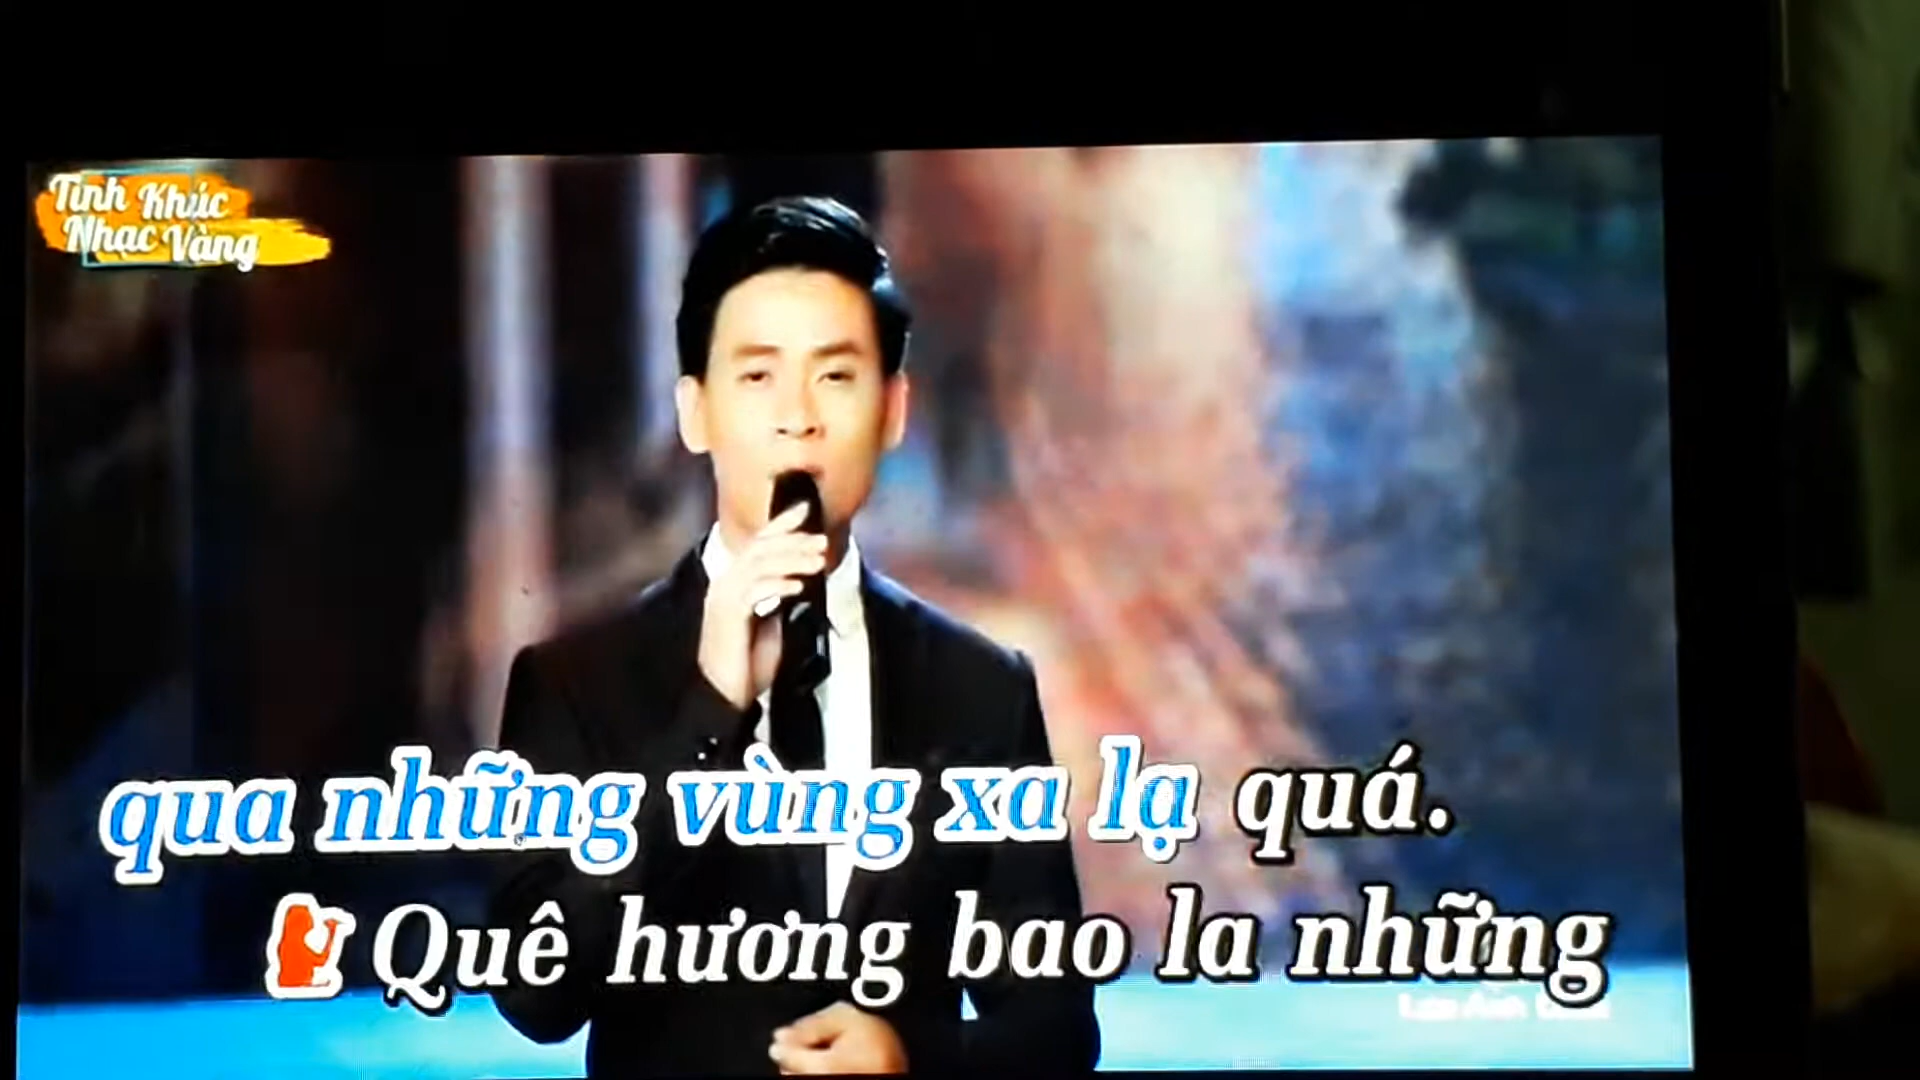 Tình Khúc
Nhạc Vàng
qua những vùng xa lạ quá.
Quê hương bao la những